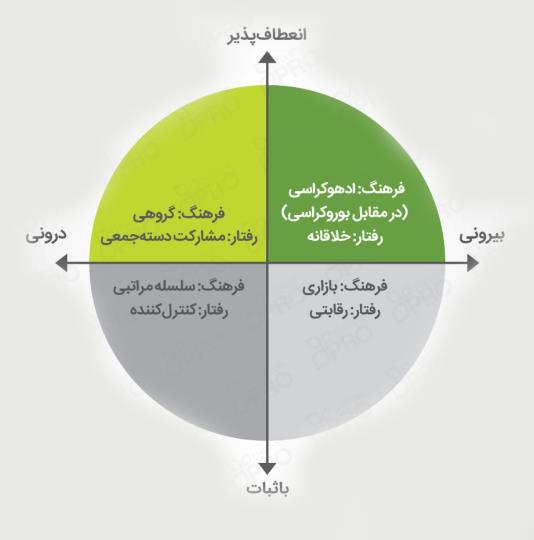 انعطاف‌پذیر
فرهنگ: ادهوکراسی
(در مقابل بوروکراسی)
رفتار: خلاقانه
فرهنگ: گروهی
رفتار: مشارکت دسته‌جمعی
بیرونی
درونی
فرهنگ: بازاری
رفتار: رقابتی
فرهنگ: سلسله مراتبی
رفتار: کنترل‌کننده
باثبات